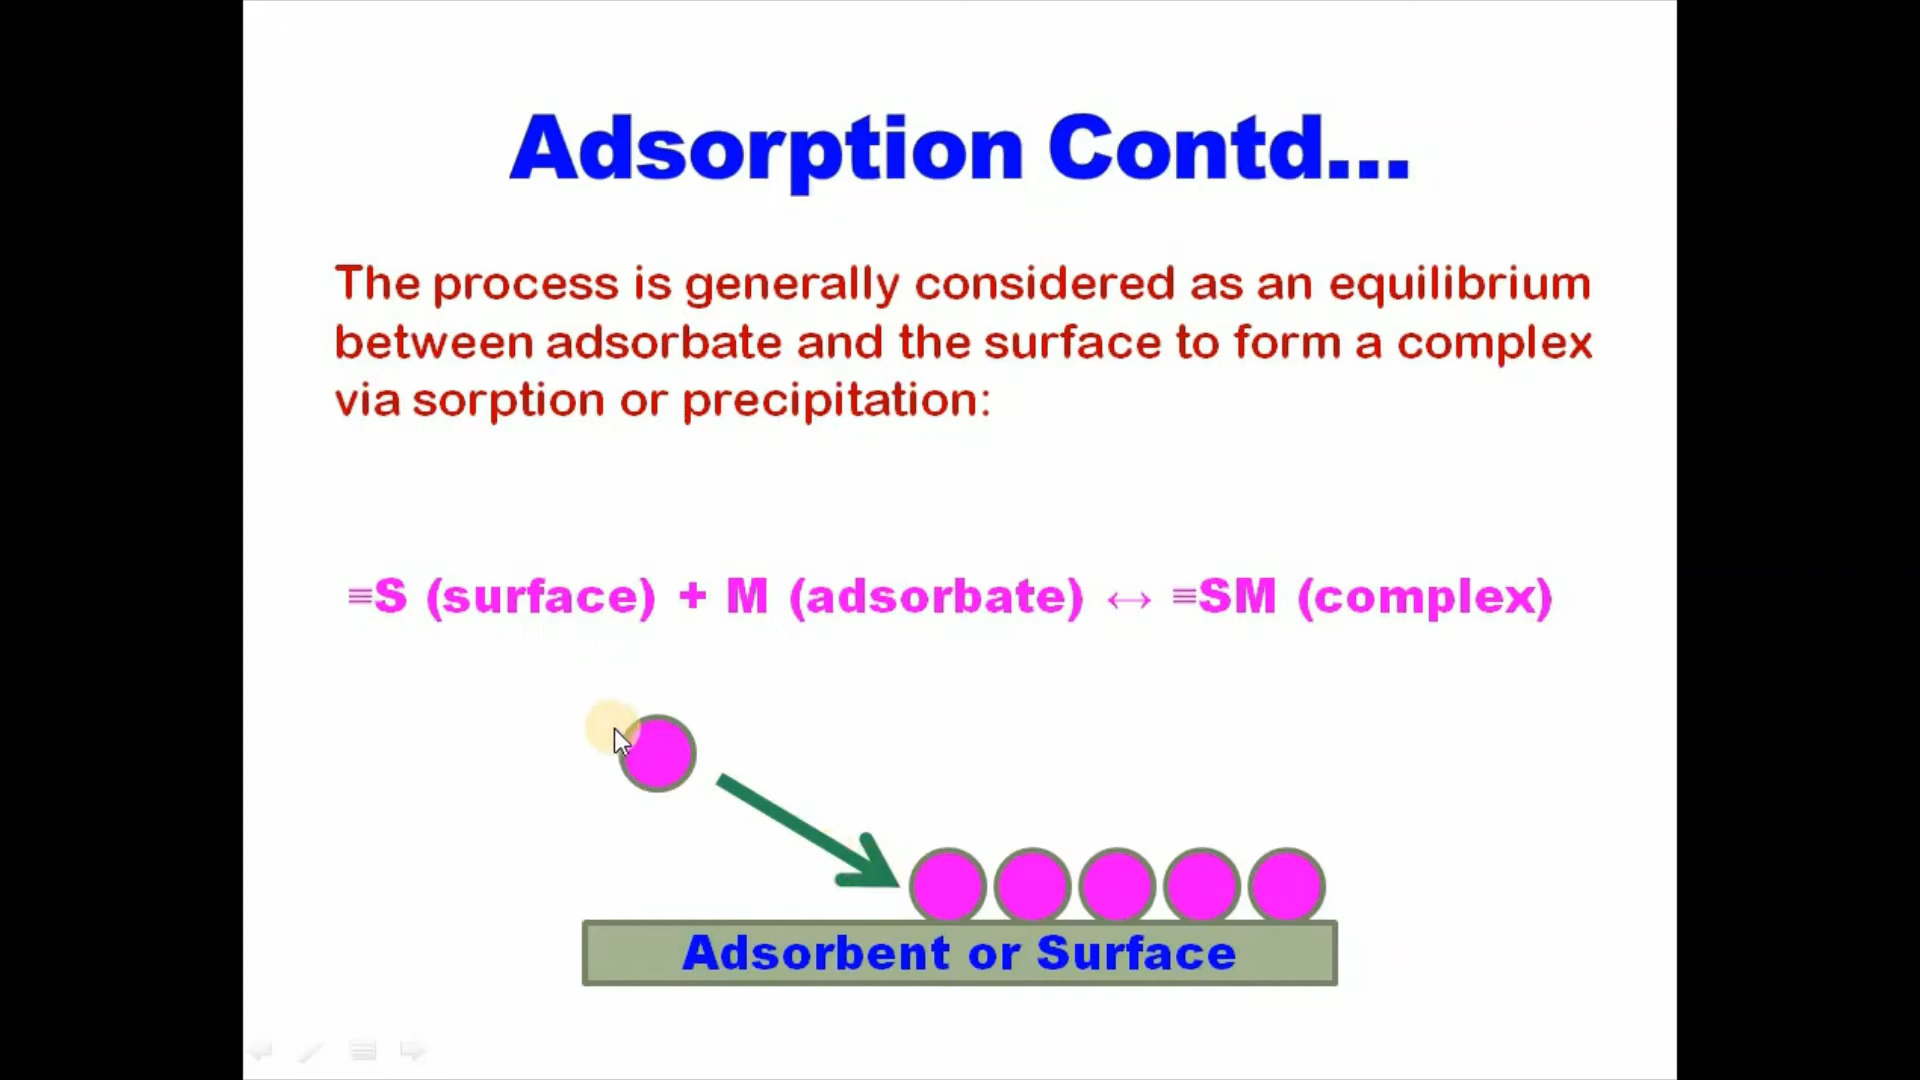 Adsorption Contd...
The process is generally considered as an equilibrium
between adsorbate and the surface to form a complex
via sorption or precipitation:
≡S (surface) + M (adsorbate) ↔ ≡SM (complex)
Adsorbent or Surface